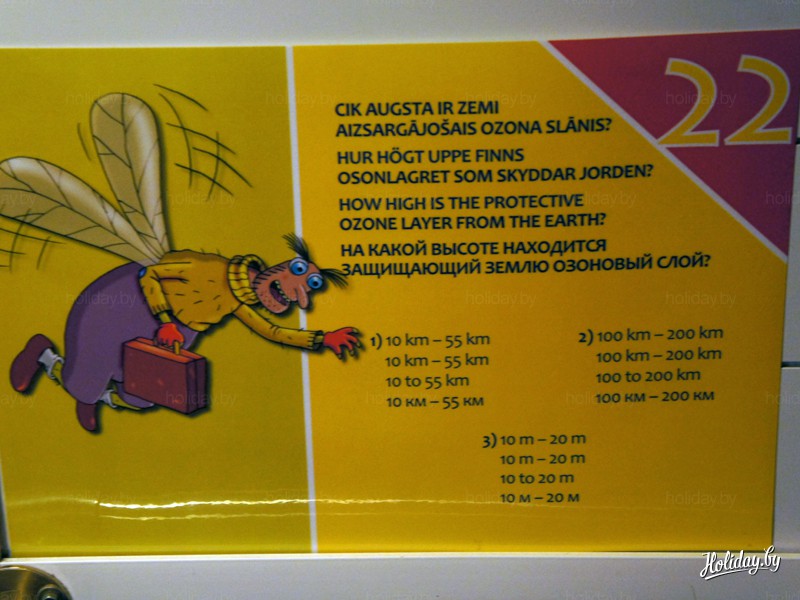 22
CIK AUGSTA IR ZEMI
AIZSARGĀJOŠAIS OZONA SLĀNIS?
HUR HÖGT UPPE FINNS
OSONLAGRET SOM SKYDDAR JORDEN?
HOW HIGH IS THE PROTECTIVE
OZONE LAYER FROM THE EARTH?
НА КАКОЙ ВЫСОТЕ НАХОДИТСЯ
ЗАЩИЩАЮЩИЙ ЗЕМЛЮ ОЗОНОВЫЙ СЛОЙ?
1) 10 km – 55 km
10 km – 55 km
10 to 55 km
10 км – 55 км
2) 100 km – 200 km
100 km – 200 km
100 to 200 km
100 км – 200 км
3) 10 m – 20 m
10 m – 20 m
10 to 20 m
10 м – 20 м
Holiday.by